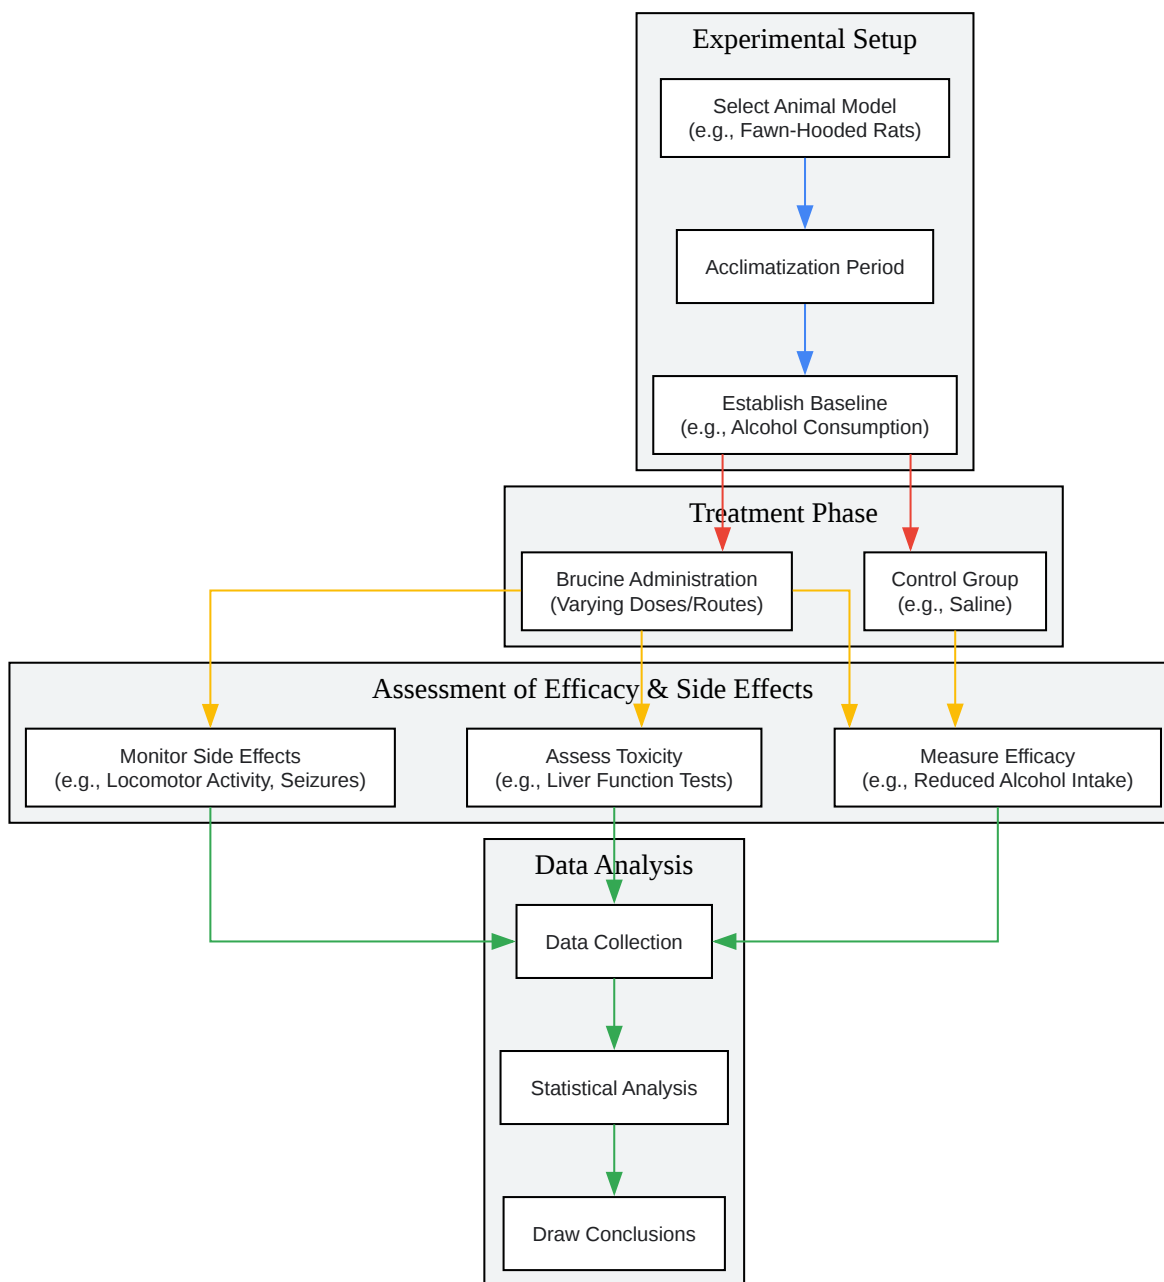 Experimental Setup
Select Animal Model
(e.g., Fawn-Hooded Rats)
Acclimatization Period
Establish Baseline
(e.g., Alcohol Consumption)
Treatment Phase
Brucine Administration
(Varying Doses/Routes)
Control Group
(e.g., Saline)
Assessment of Efficacy & Side Effects
Monitor Side Effects
(e.g., Locomotor Activity, Seizures)
Assess Toxicity
(e.g., Liver Function Tests)
Measure Efficacy
(e.g., Reduced Alcohol Intake)
Data Analysis
Data Collection
Statistical Analysis
Draw Conclusions